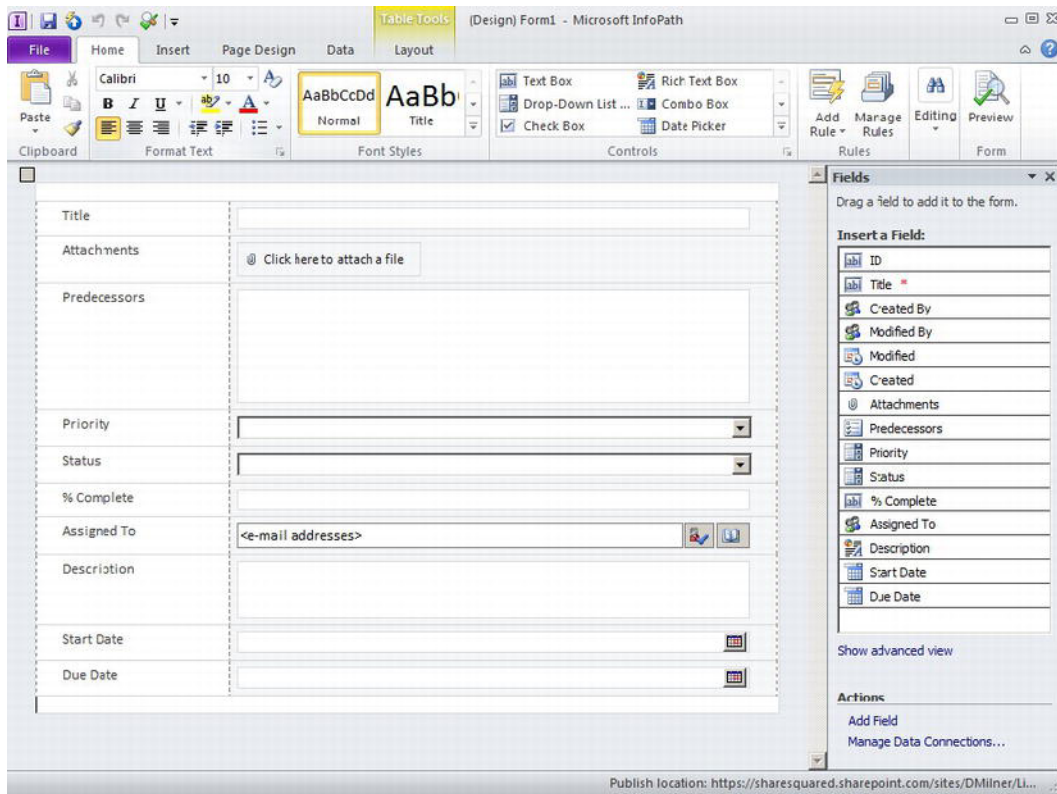 Table Tools (Design) Form1 - Microsoft InfoPath
File Home Insert Page Design Data Layout
Paste
Clipboard
Calibri 10
B I U
Format Text
AaBbCcDd Normal
AaBb Title
Font Styles
Text Box Rich Text Box
Drop-Down List ... Combo Box
Check Box Date Picker
Controls
Add Rule
Manage Rules
Rules
Editing
Preview
Form
Title
Attachments
Click here to attach a file
Predecessors
Priority
Status
% Complete
Assigned To
<e-mail addresses>
Description
Start Date
Due Date
Fields
Drag a field to add it to the form.
Insert a Field:
ID
Title *
Created By
Modified By
Modified
Created
Attachments
Predecessors
Priority
Status
% Complete
Assigned To
Description
Start Date
Due Date
Show advanced view
Actions
Add Field
Manage Data Connections...
Publish location: https://sharesquared.sharepoint.com/sites/DMilner/Li...